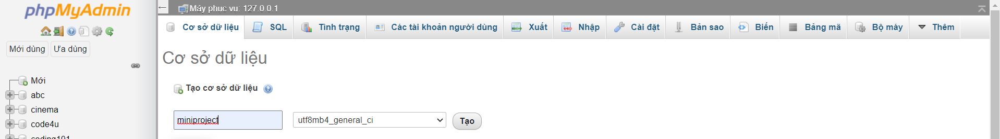 phpMyAdmin
Mới dùng Ưa dùng
Mới
abc
cinema
code4u
coding101
← Máy phục vụ: 127.0.0.1
Cơ sở dữ liệu SQL Tình trạng Các tài khoản người dùng Xuất Nhập Cài đặt Bản sao Biến Bảng mã Bộ máy Thêm
Cơ sở dữ liệu
Tạo cơ sở dữ liệu
miniproject utf8mb4_general_ci Tạo